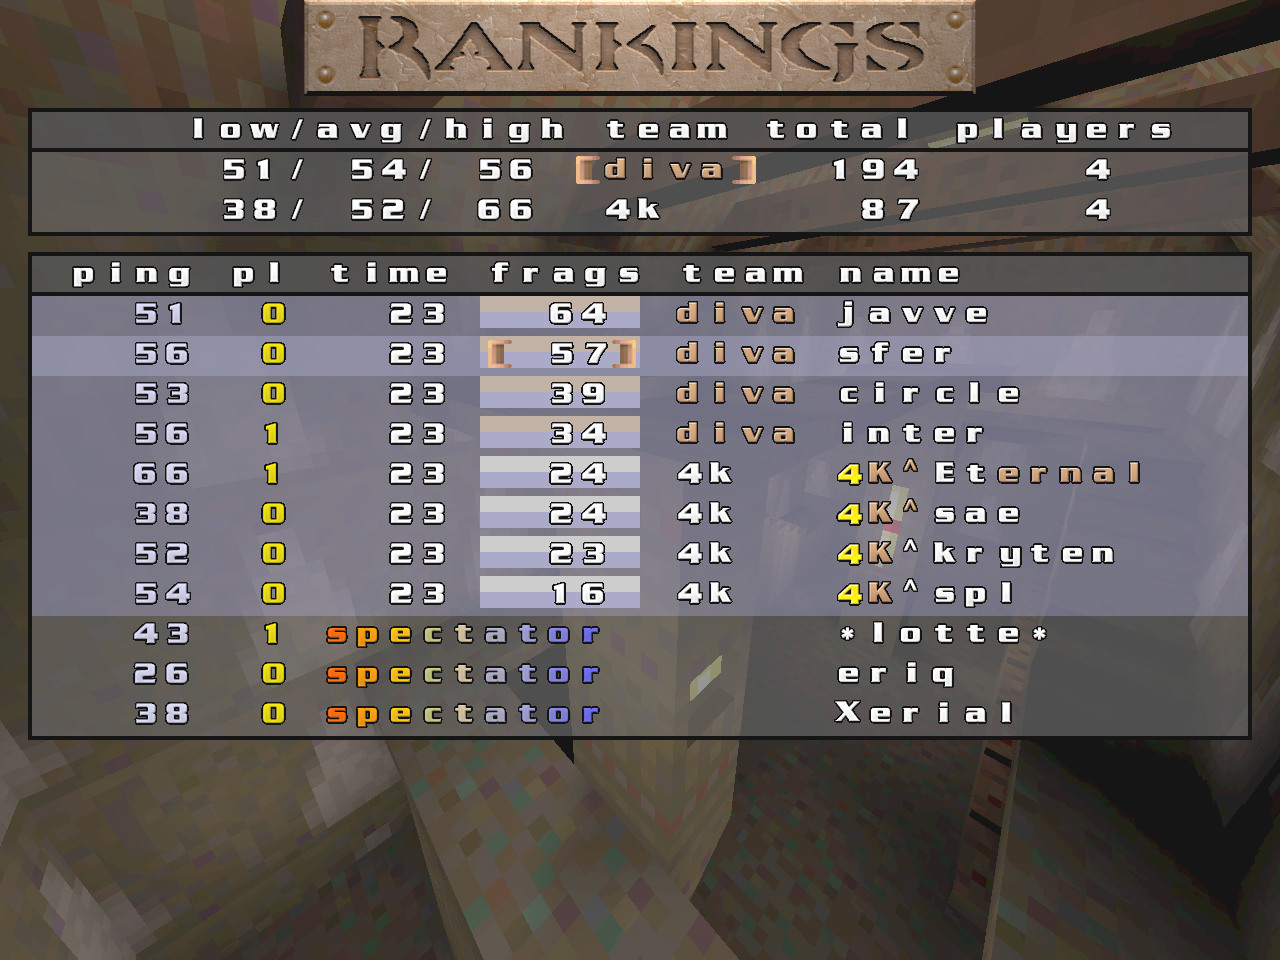 RANKINGS
low/avg/high team total players
51/ 54/ 56 [diva] 194 4
38/ 52/ 66 4k 87 4
ping pl time frags team name
51 0 23 64 diva javve
56 0 23 [57] diva sfer
53 0 23 39 diva circle
56 1 23 34 diva inter
66 1 23 24 4k 4K^Eternal
38 0 23 24 4k 4K^sae
52 0 23 23 4k 4K^kryten
54 0 23 16 4k 4K^spl
43 1 spectator *lotte*
26 0 spectator eriq
38 0 spectator Xerial